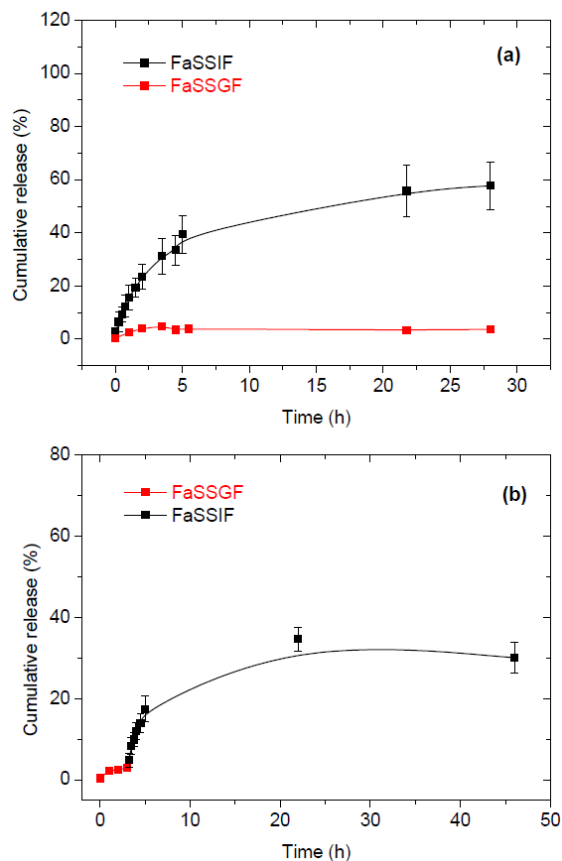 (a)
FaSSIF
FaSSGF
Cumulative release (%)
120
100
80
60
40
20
0
0 5 10 15 20 25 30
Time (h)
(b)
FaSSGF
FaSSIF
Cumulative release (%)
80
60
40
20
0
0 10 20 30 40 50
Time (h)